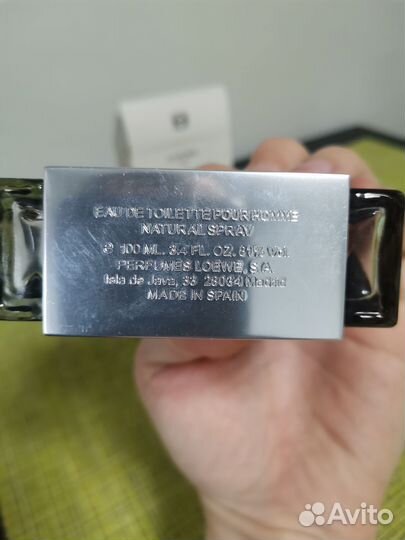 EAU DE TOILETTE POUR HOMME
NATURAL SPRAY
℮ 100 ML. 3.4 FL. OZ. 81% Vol.
PERFUMES LOEWE, S.A.
Isla de Java, 33 28034 Madrid
MADE IN SPAIN
Avito